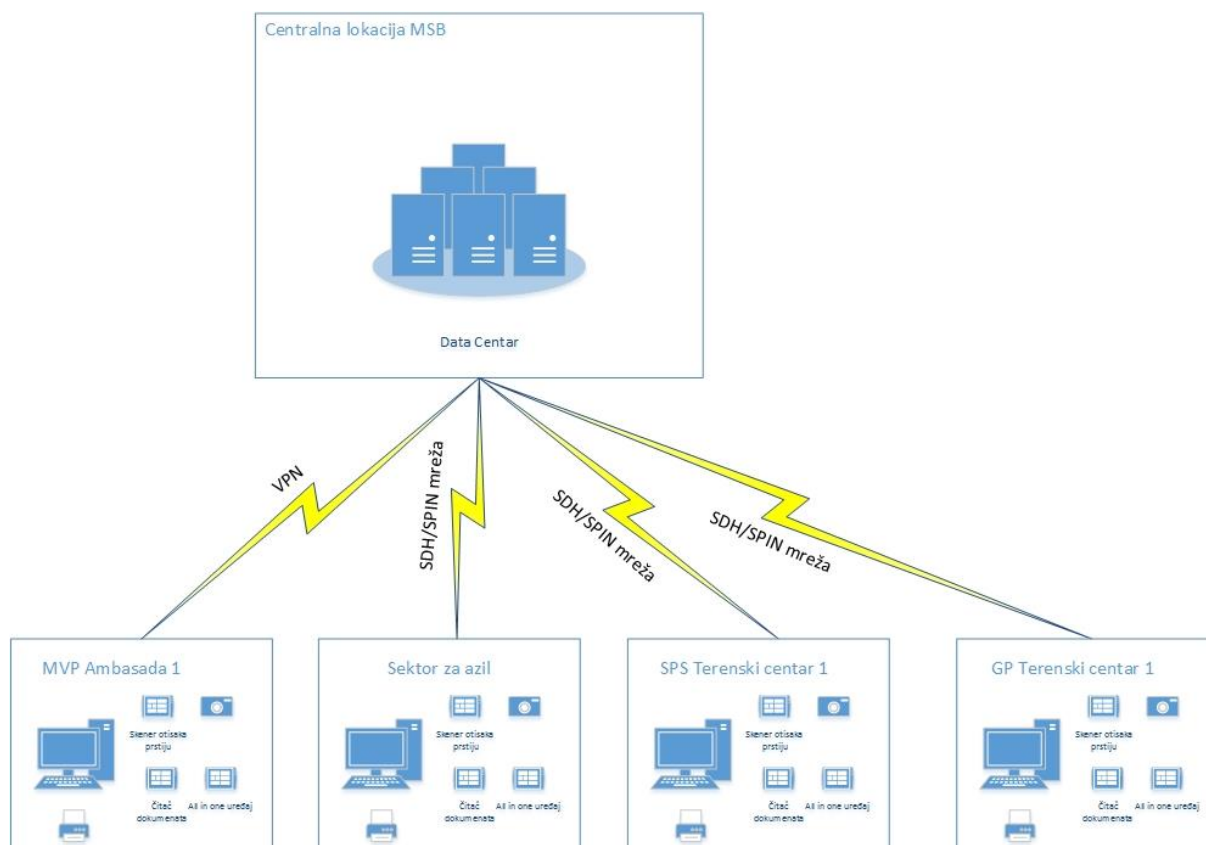 Centralna lokacija MSB
Data Centar
VPN
SDH/SPIN mreža
SDH/SPIN mreža
SDH/SPIN mreža
MVP Ambasada 1
Skener otisaka
prstiju
Čitač
dokumenata
All in one uređaj
Sektor za azil
Skener otisaka
prstiju
Čitač
dokumenata
All in one uređaj
SPS Terenski centar 1
Skener otisaka
prstiju
Čitač
dokumenata
All in one uređaj
GP Terenski centar 1
Skener otisaka
prstiju
Čitač
dokumenata
All in one uređaj